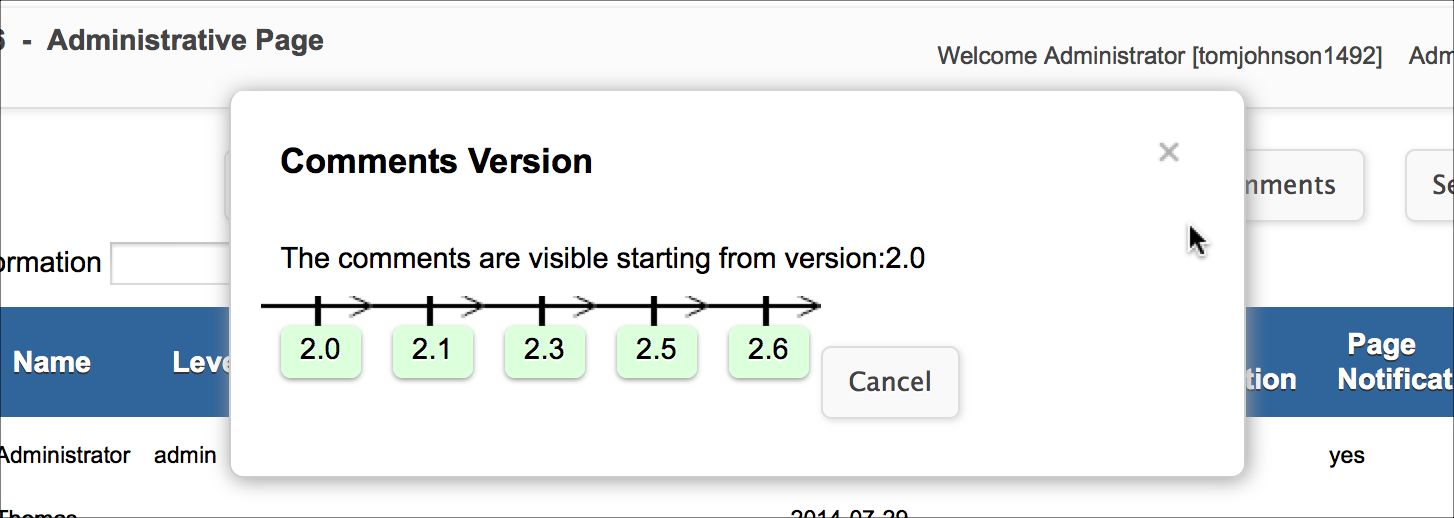 6 - Administrative Page
Welcome Administrator [tomjohnson1492] Adm
Comments Version
×
nments Se
The comments are visible starting from version:2.0
ormation
2.0 2.1 2.3 2.5 2.6
Cancel
Name Leve tion Page Notificat
Administrator admin yes
Thomas 2014-07-29